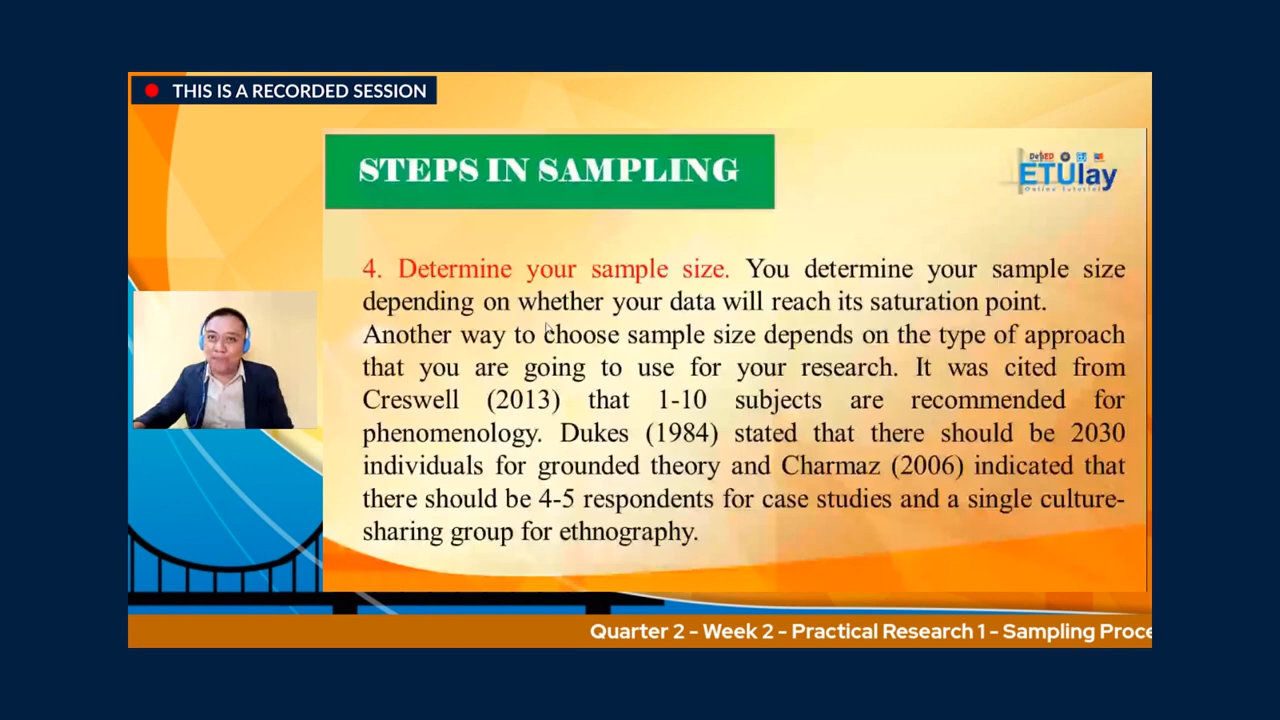 THIS IS A RECORDED SESSION
STEPS IN SAMPLING
DepED
ETULay
Online Tutorial
4. Determine your sample size. You determine your sample size
depending on whether your data will reach its saturation point.
Another way to choose sample size depends on the type of approach
that you are going to use for your research. It was cited from
Creswell (2013) that 1-10 subjects are recommended for
phenomenology. Dukes (1984) stated that there should be 2030
individuals for grounded theory and Charmaz (2006) indicated that
there should be 4-5 respondents for case studies and a single culture-
sharing group for ethnography.
Quarter 2 - Week 2 - Practical Research 1 - Sampling Proce